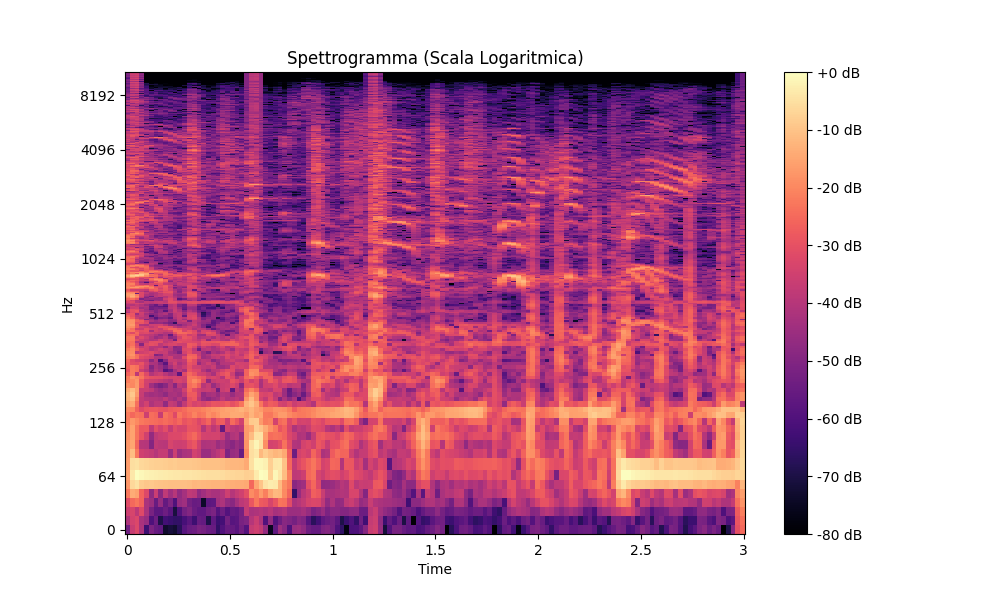 Spettrogramma (Scala Logaritmica)
Hz
8192
4096
2048
1024
512
256
128
64
0
0
0.5
1
1.5
2
2.5
3
Time
+0 dB
-10 dB
-20 dB
-30 dB
-40 dB
-50 dB
-60 dB
-70 dB
-80 dB